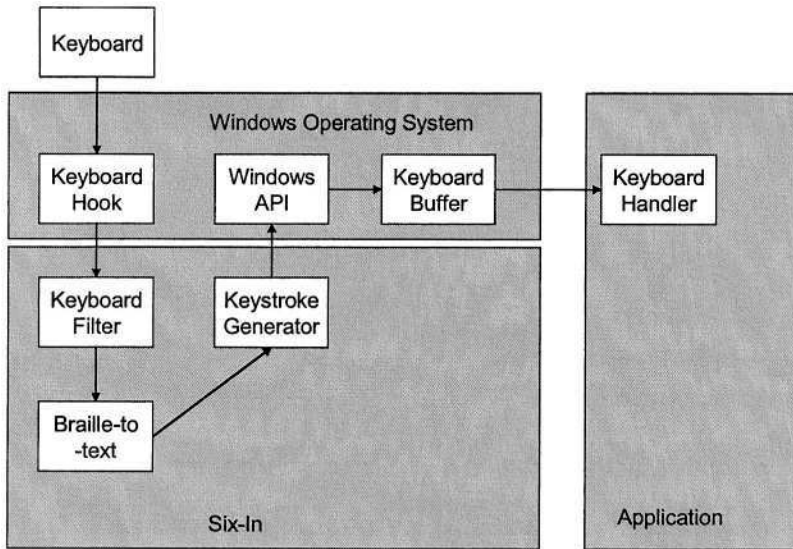 Keyboard
Windows Operating System
Keyboard
Hook
Windows
API
Keyboard
Buffer
Keyboard
Handler
Keyboard
Filter
Keystroke
Generator
Braille-to
-text
Six-In
Application